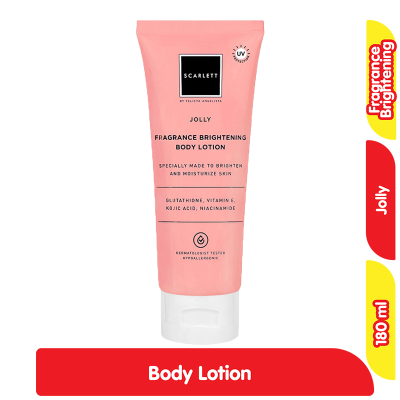 UV
PROTECTION
SCARLETT
BY FELICYA ANGELISTA
JOLLY
FRAGRANCE BRIGHTENING
BODY LOTION
SPECIALLY MADE TO BRIGHTEN
AND MOISTURIZE SKIN
GLUTATHIONE, VITAMIN E,
KOJIC ACID, NIACINAMIDE
DERMATOLOGIST TESTED
HYPOALLERGENIC
Fragrance
Brightening
Jolly
180 ml
Body Lotion